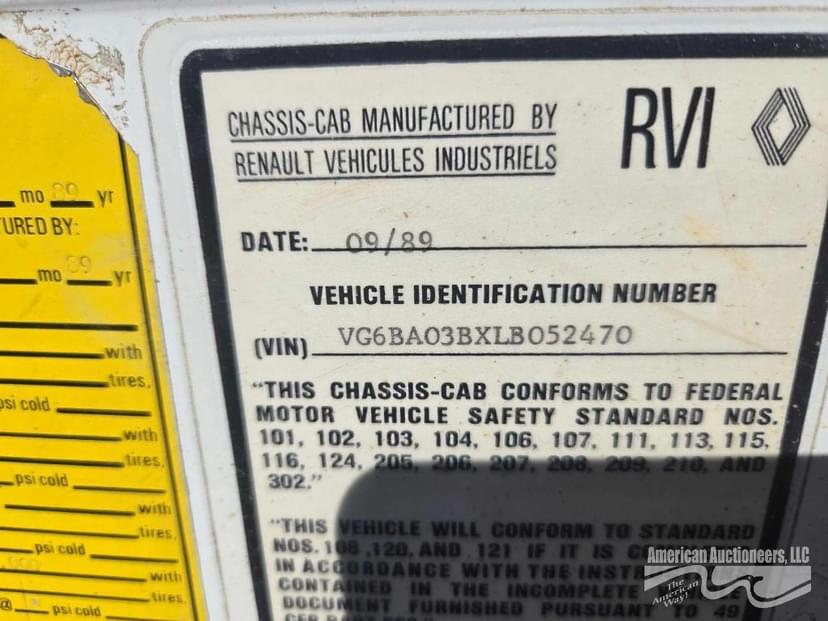 mo 89 yr
TURED BY:
mo 89 yr
with
tires,
psi cold
with
tires,
psi cold
with
tires,
psi cold
with
tires.
@ psi cold
CHASSIS-CAB MANUFACTURED BY
RENAULT VEHICULES INDUSTRIELS
RVI
DATE: 09/89
VEHICLE IDENTIFICATION NUMBER
(VIN) VG6BA03BXLB052470
"THIS CHASSIS-CAB CONFORMS TO FEDERAL
MOTOR VEHICLE SAFETY STANDARD NOS.
101, 102, 103, 104, 106, 107, 111, 113, 115,
116, 124, 205, 206, 207, 208, 209, 210, AND
302."
"THIS VEHICLE WILL CONFORM TO STANDARD
NOS. 108 ,120, AND 121 IF IT IS
IN ACCORDANCE WITH THE
CONTAINED IN THE INCOMPLETE
DOCUMENT FURNISHED PURSUANT TO 49
American Auctioneers, LLC
The
American
Way!